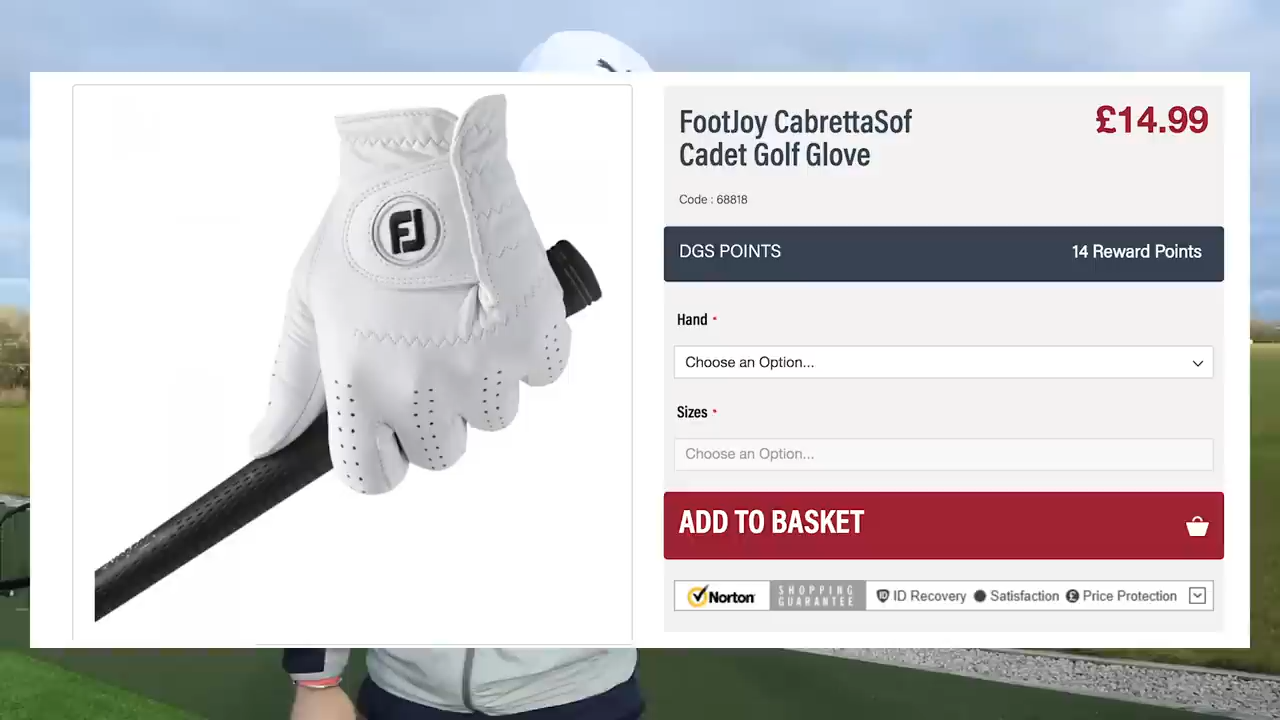 FJ
FootJoy CabrettaSof
Cadet Golf Glove
£14.99
Code : 68818
DGS POINTS
14 Reward Points
Hand *
Choose an Option...
Sizes *
Choose an Option...
ADD TO BASKET
Norton
SHOPPING
GUARANTEE
ID Recovery
Satisfaction
Price Protection